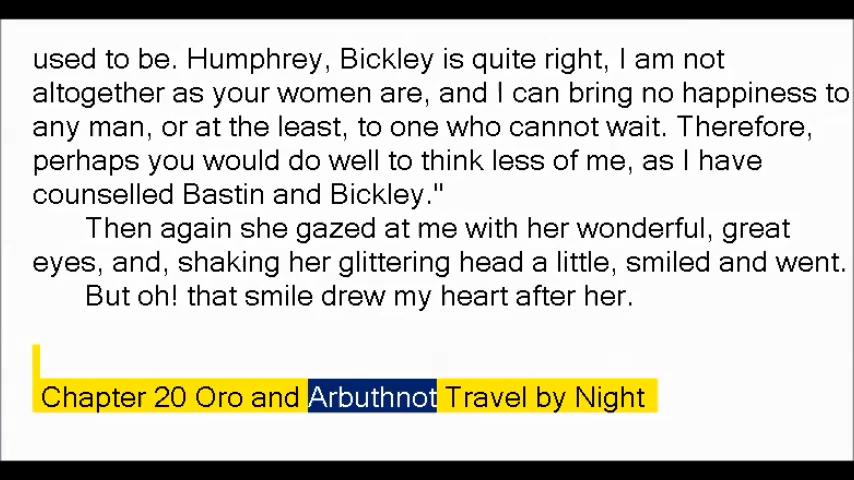 used to be. Humphrey, Bickley is quite right, I am not
altogether as your women are, and I can bring no happiness to
any man, or at the least, to one who cannot wait. Therefore,
perhaps you would do well to think less of me, as I have
counselled Bastin and Bickley."
Then again she gazed at me with her wonderful, great
eyes, and, shaking her glittering head a little, smiled and went.
But oh! that smile drew my heart after her.
Chapter 20 Oro and Arbuthnot Travel by Night